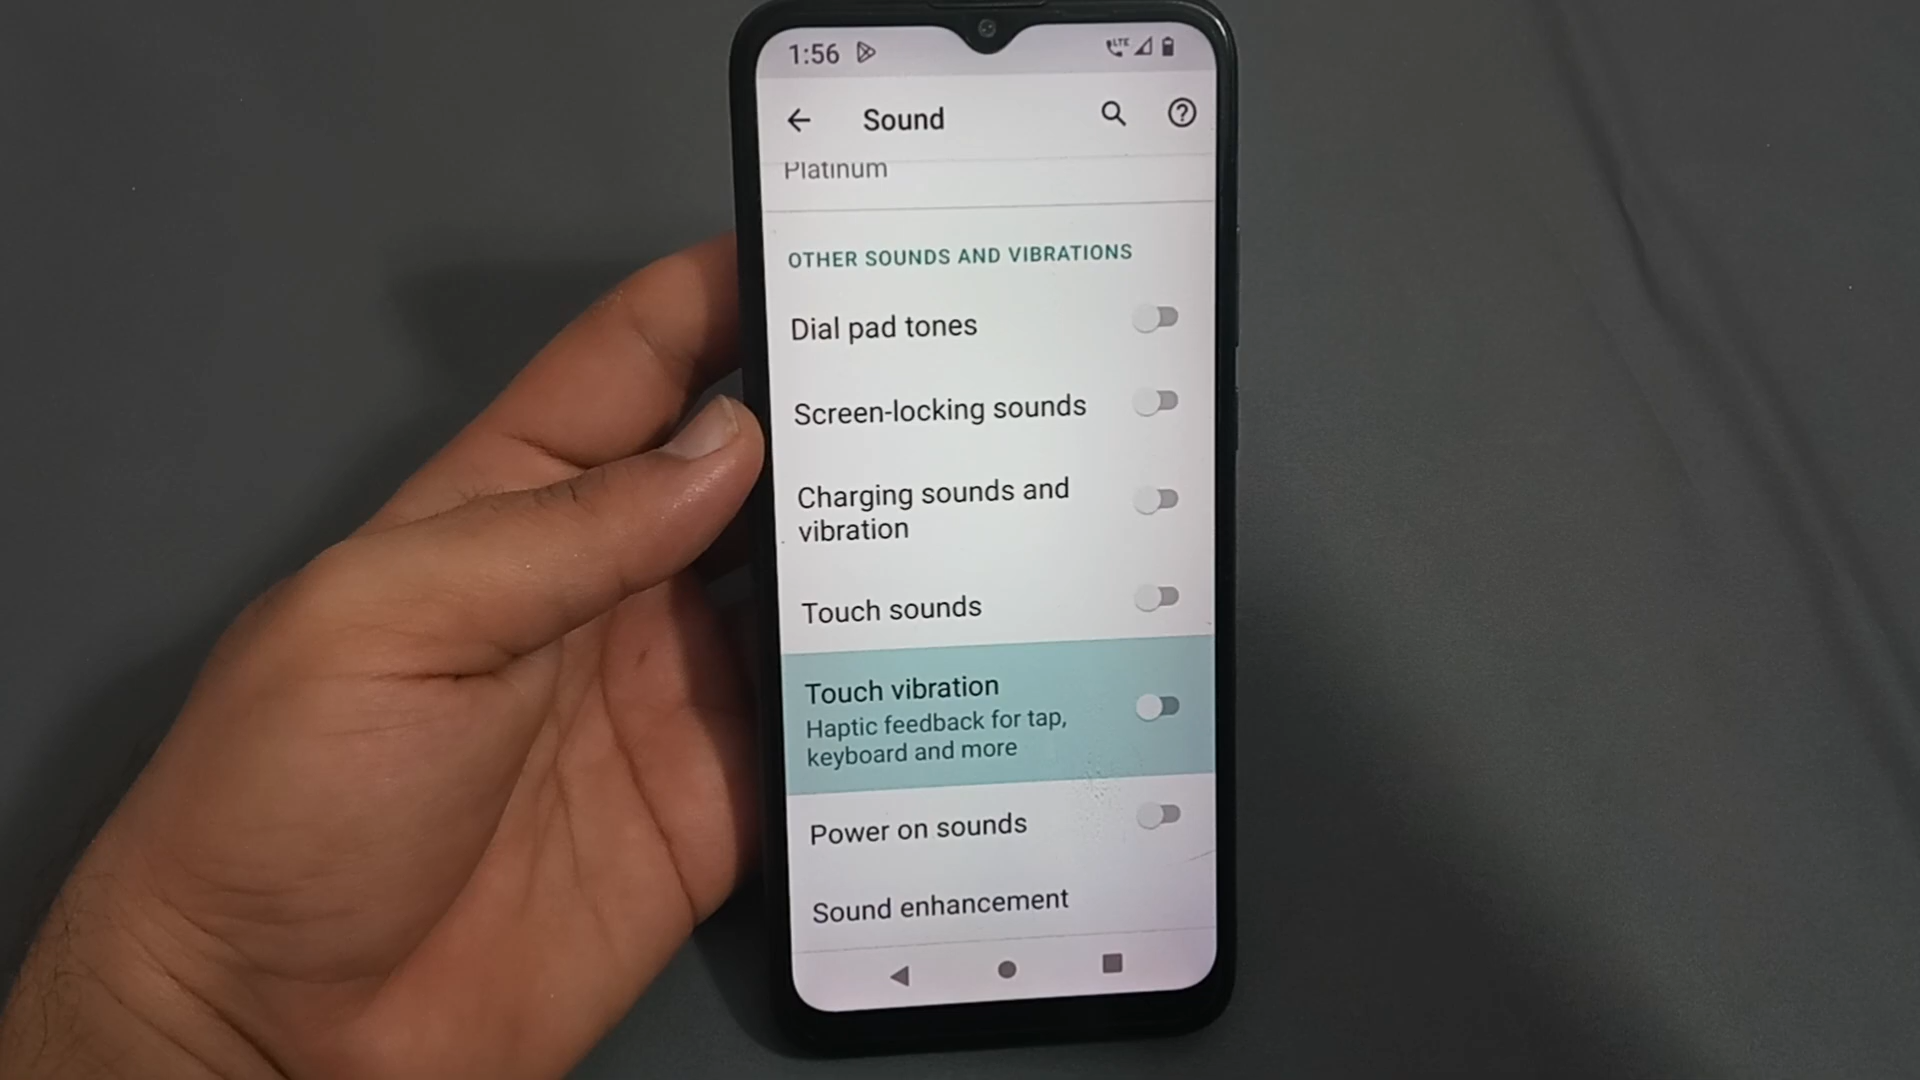 1:56
LTE
Sound
Platinum
OTHER SOUNDS AND VIBRATIONS
Dial pad tones
Screen-locking sounds
Charging sounds and
vibration
Touch sounds
Touch vibration
Haptic feedback for tap,
keyboard and more
Power on sounds
Sound enhancement